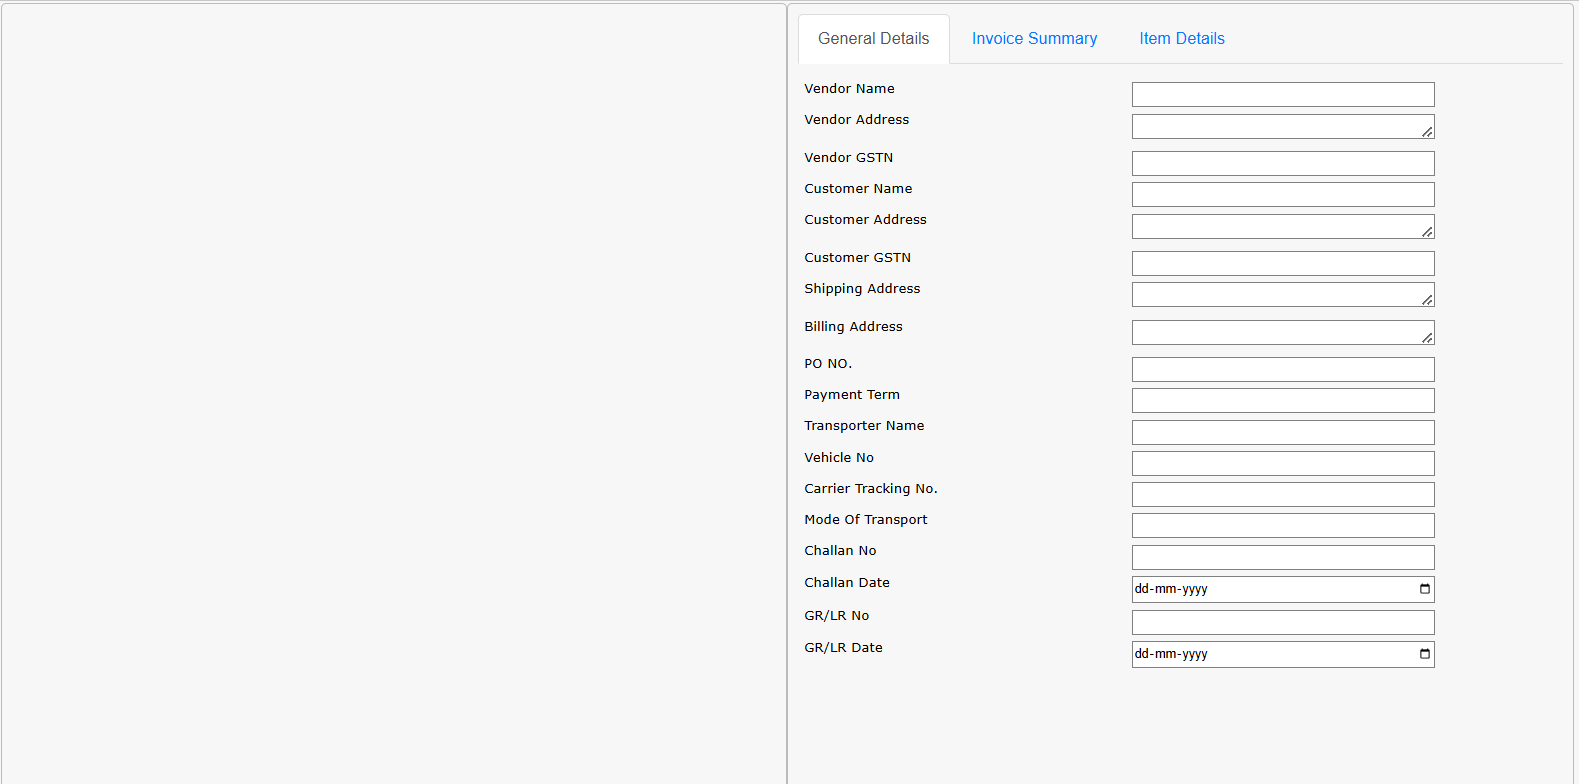 General Details Invoice Summary Item Details
Vendor Name
Vendor Address
Vendor GSTN
Customer Name
Customer Address
Customer GSTN
Shipping Address
Billing Address
PO NO.
Payment Term
Transporter Name
Vehicle No
Carrier Tracking No.
Mode Of Transport
Challan No
Challan Date dd-mm-yyyy
GR/LR No
GR/LR Date dd-mm-yyyy